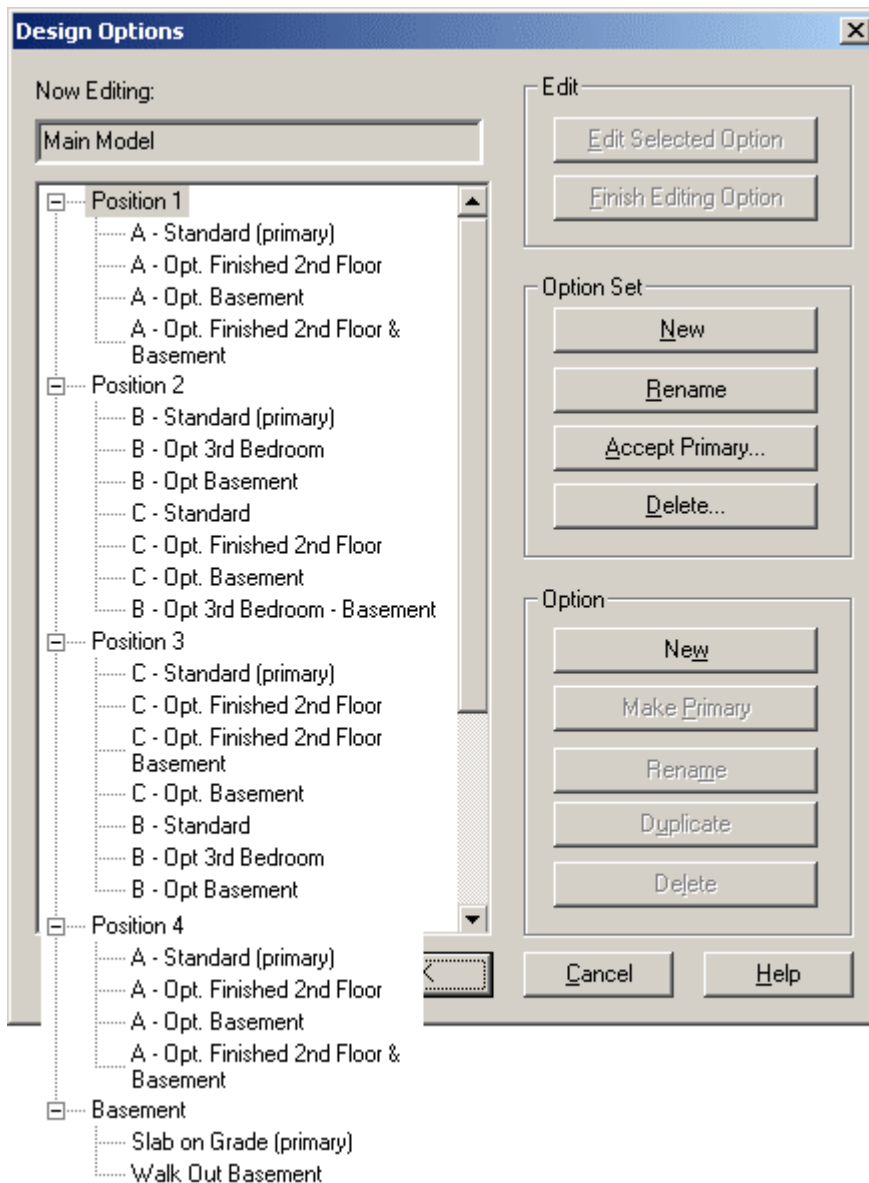 Design Options
Now Editing:
Main Model
Position 1
A - Standard (primary)
A - Opt. Finished 2nd Floor
A - Opt. Basement
A - Opt. Finished 2nd Floor &
Basement
Position 2
B - Standard (primary)
B - Opt 3rd Bedroom
B - Opt Basement
C - Standard
C - Opt. Finished 2nd Floor
C - Opt. Basement
B - Opt 3rd Bedroom - Basement
Position 3
C - Standard (primary)
C - Opt. Finished 2nd Floor
C - Opt. Finished 2nd Floor
Basement
C - Opt. Basement
B - Standard
B - Opt 3rd Bedroom
B - Opt Basement
Position 4
A - Standard (primary)
A - Opt. Finished 2nd Floor
A - Opt. Basement
A - Opt. Finished 2nd Floor &
Basement
Basement
Slab on Grade (primary)
Walk Out Basement
Edit
Edit Selected Option
Finish Editing Option
Option Set
New
Rename
Accept Primary...
Delete...
Option
New
Make Primary
Rename
Duplicate
Delete
Cancel
Help